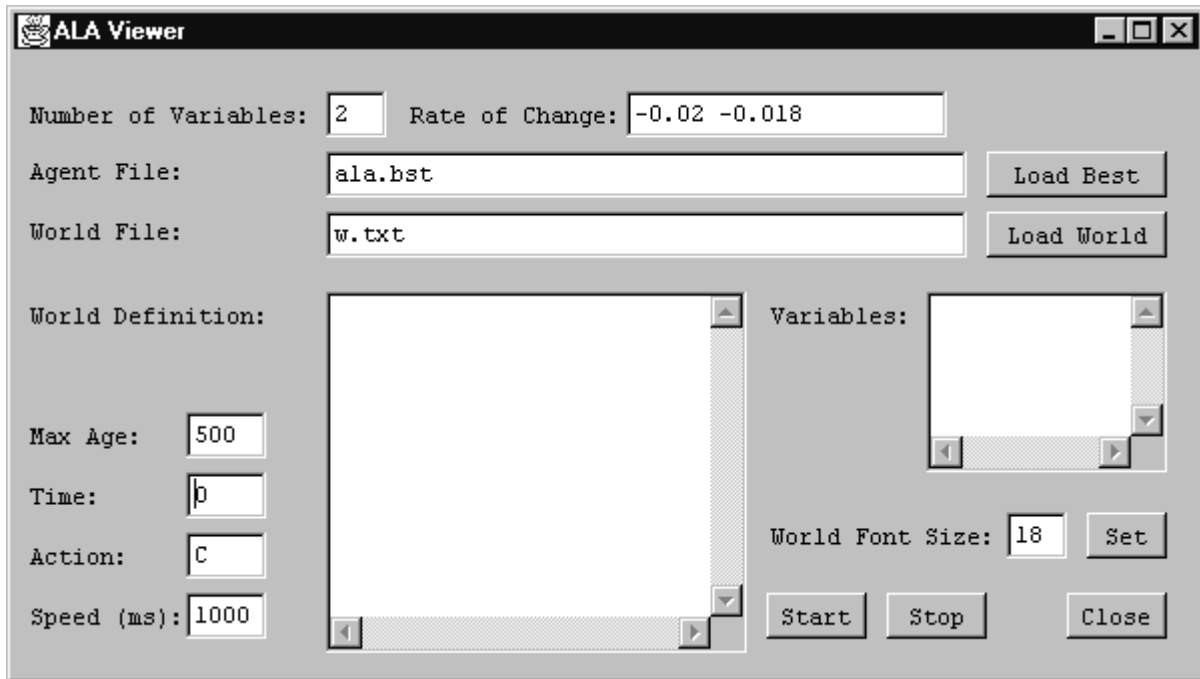 ALA Viewer
Number of Variables: 2 Rate of Change: -0.02 -0.018
Agent File: ala.bst Load Best
World File: w.txt Load World
World Definition: Variables:
Max Age: 500
Time: 0
World Font Size: 18 Set
Action: C
Speed (ms): 1000 Start Stop Close